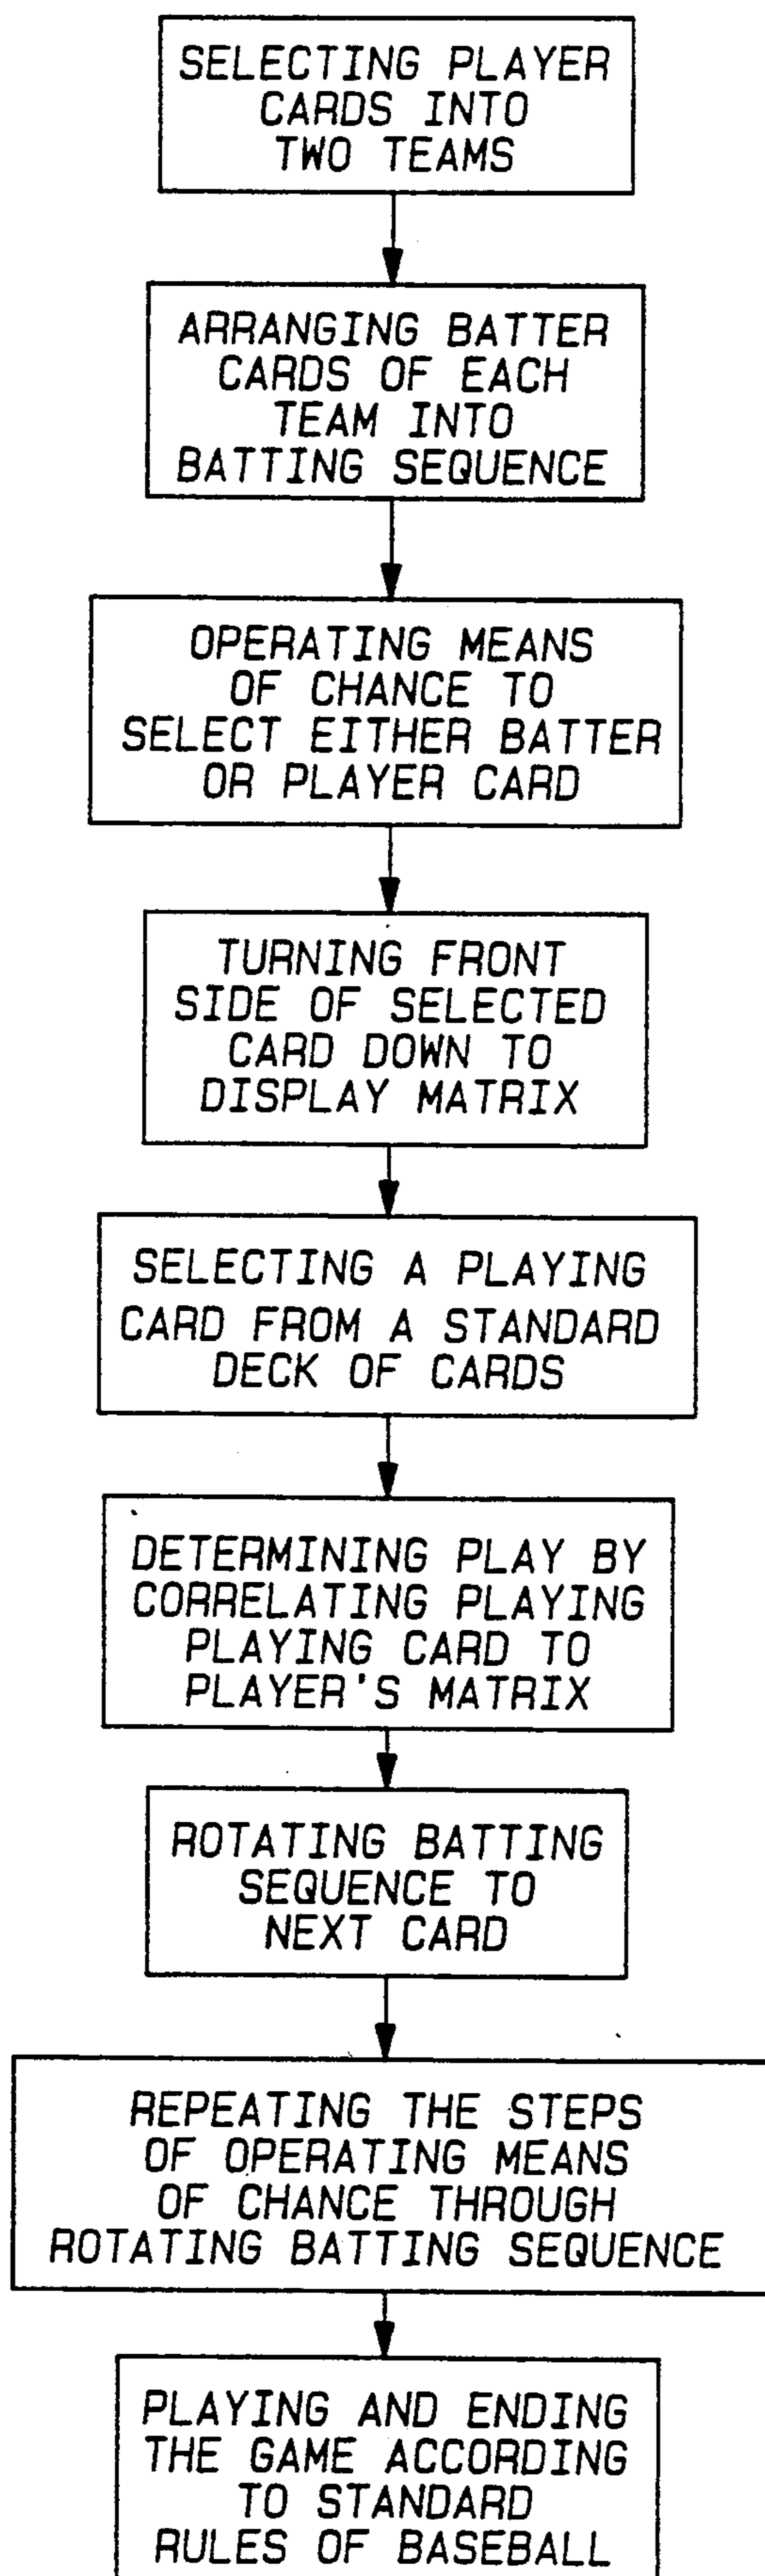 SELECTING PLAYER
CARDS INTO
TWO TEAMS
ARRANGING BATTER
CARDS OF EACH
TEAM INTO
BATTING SEQUENCE
OPERATING MEANS
OF CHANCE TO
SELECT EITHER BATTER
OR PLAYER CARD
TURNING FRONT
SIDE OF SELECTED
CARD DOWN TO
DISPLAY MATRIX
SELECTING A PLAYING
CARD FROM A STANDARD
DECK OF CARDS
DETERMINING PLAY BY
CORRELATING PLAYING
PLAYING CARD TO
PLAYER'S MATRIX
ROTATING BATTING
SEQUENCE TO
NEXT CARD
REPEATING THE STEPS
OF OPERATING MEANS
OF CHANCE THROUGH
ROTATING BATTING SEQUENCE
PLAYING AND ENDING
THE GAME ACCORDING
TO STANDARD
RULES OF BASEBALL